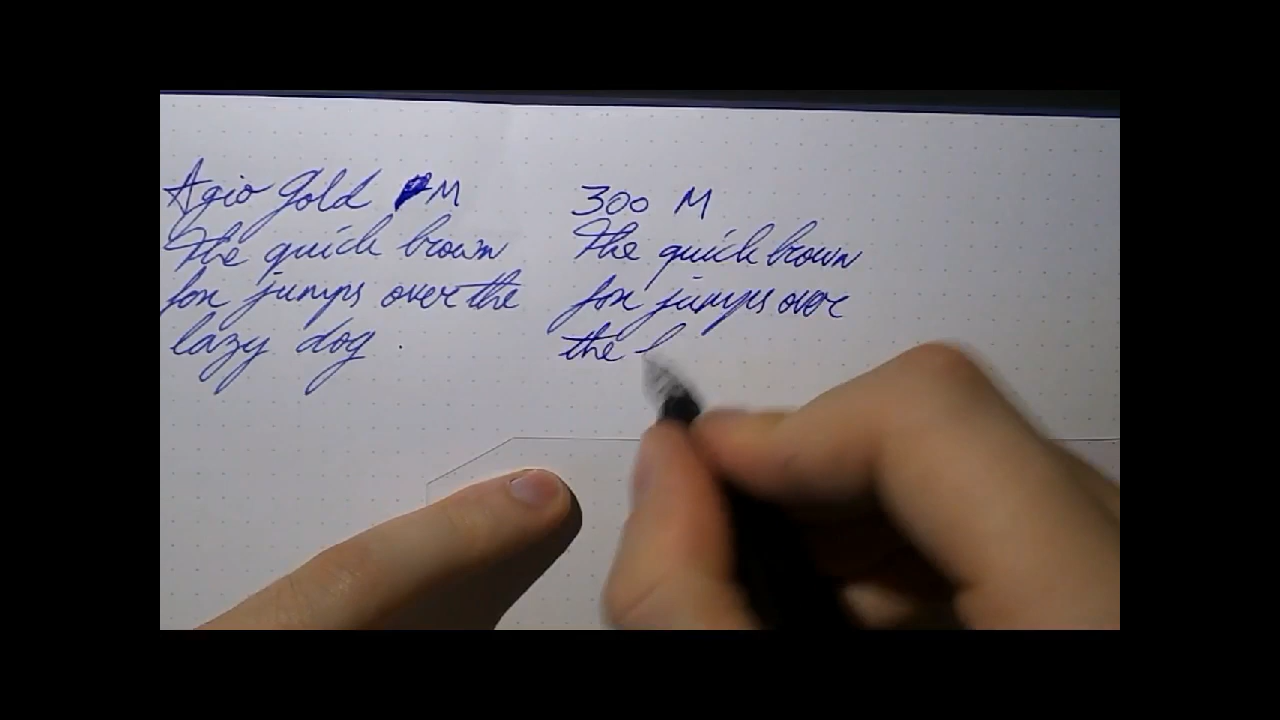 Agio Gold M
The quick brown
fox jumps over the
lazy dog.
300 M
The quick brown
fox jumps over
the l